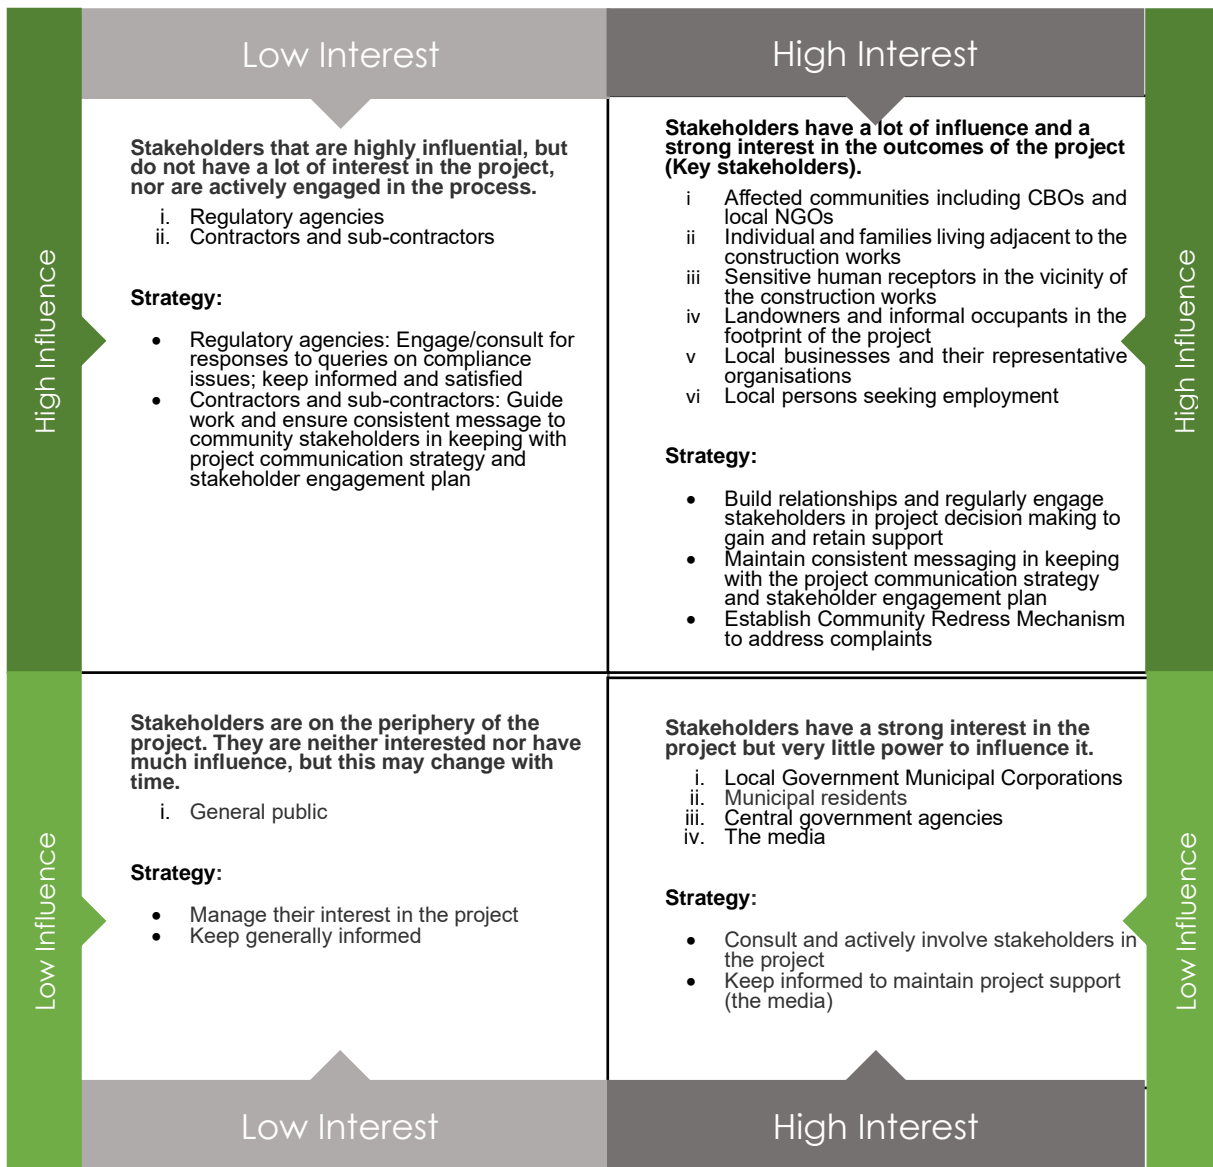 Low Interest
High Interest
High Influence
Stakeholders that are highly influential, but
do not have a lot of interest in the project,
nor are actively engaged in the process.
i. Regulatory agencies
ii. Contractors and sub-contractors
Strategy:
• Regulatory agencies: Engage/consult for
responses to queries on compliance
issues; keep informed and satisfied
• Contractors and sub-contractors: Guide
work and ensure consistent message to
community stakeholders in keeping with
project communication strategy and
stakeholder engagement plan
Stakeholders have a lot of influence and a
strong interest in the outcomes of the project
(Key stakeholders).
i Affected communities including CBOs and
local NGOs
ii Individual and families living adjacent to the
construction works
iii Sensitive human receptors in the vicinity of
the construction works
iv Landowners and informal occupants in the
footprint of the project
v Local businesses and their representative
organisations
vi Local persons seeking employment
Strategy:
• Build relationships and regularly engage
stakeholders in project decision making to
gain and retain support
• Maintain consistent messaging in keeping
with the project communication strategy
and stakeholder engagement plan
• Establish Community Redress Mechanism
to address complaints
High Influence
Low Influence
Stakeholders are on the periphery of the
project. They are neither interested nor have
much influence, but this may change with
time.
i. General public
Strategy:
• Manage their interest in the project
• Keep generally informed
Stakeholders have a strong interest in the
project but very little power to influence it.
i. Local Government Municipal Corporations
ii. Municipal residents
iii. Central government agencies
iv. The media
Strategy:
• Consult and actively involve stakeholders in
the project
• Keep informed to maintain project support
(the media)
Low Influence
Low Interest
High Interest